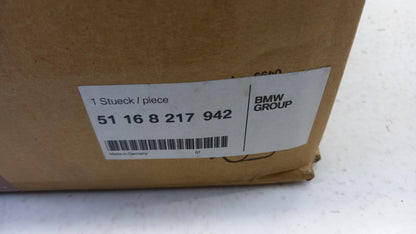 1 Stueck / piece
51 16 8 217 942
BMW
GROUP
Made in Germany